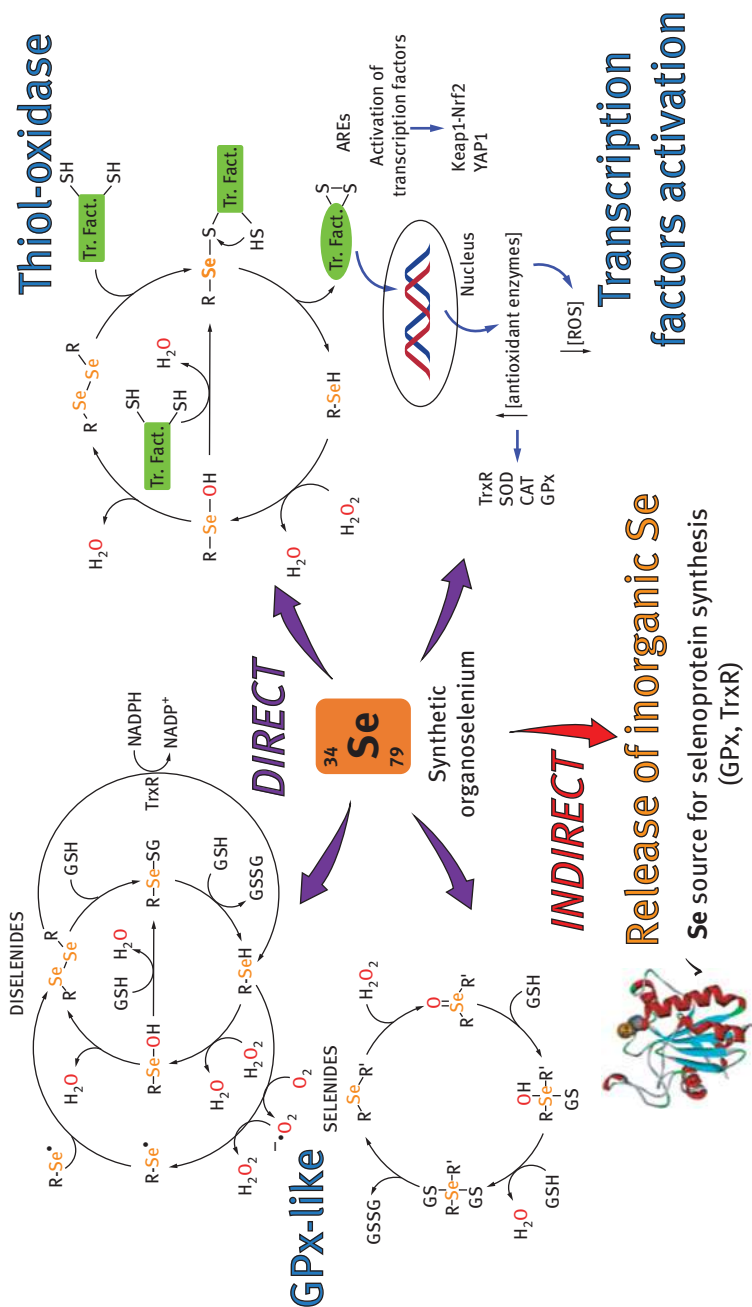 GPx-like
DISELENIDES
R-Se•
R-Se•
R
Se
Se
R
H2O
R-Se-OH
GSH
H2O
GSH
R-Se-SG
GSH
GSSG
R-SeH
H2O
H2O2
O2
−•O2
H2O2
TrxR
NADPH
NADP+
SELENIDES
R
Se
R'
H2O2
O
Se
R
R'
GSH
OH
R-Se-R'
GS
GSH
H2O
GS
R-Se-R'
GS
GSSG
DIRECT
34
Se
79
Synthetic
organoselenium
INDIRECT
Release of inorganic Se
Se source for selenoprotein synthesis
(GPx, TrxR)
Thiol-oxidase
H2O
R
Se
Se
R
Tr. Fact.
SH
SH
R-Se-OH
Tr. Fact.
SH
SH
H2O
R-Se-S
Tr. Fact.
HS
Tr. Fact.
S
S
R-SeH
H2O
H2O2
Nucleus
AREs
Activation of
transcription factors
Keap1-Nrf2
YAP1
[antioxidant enzymes]
TrxR
SOD
CAT
GPx
[ROS]
Transcription
factors activation